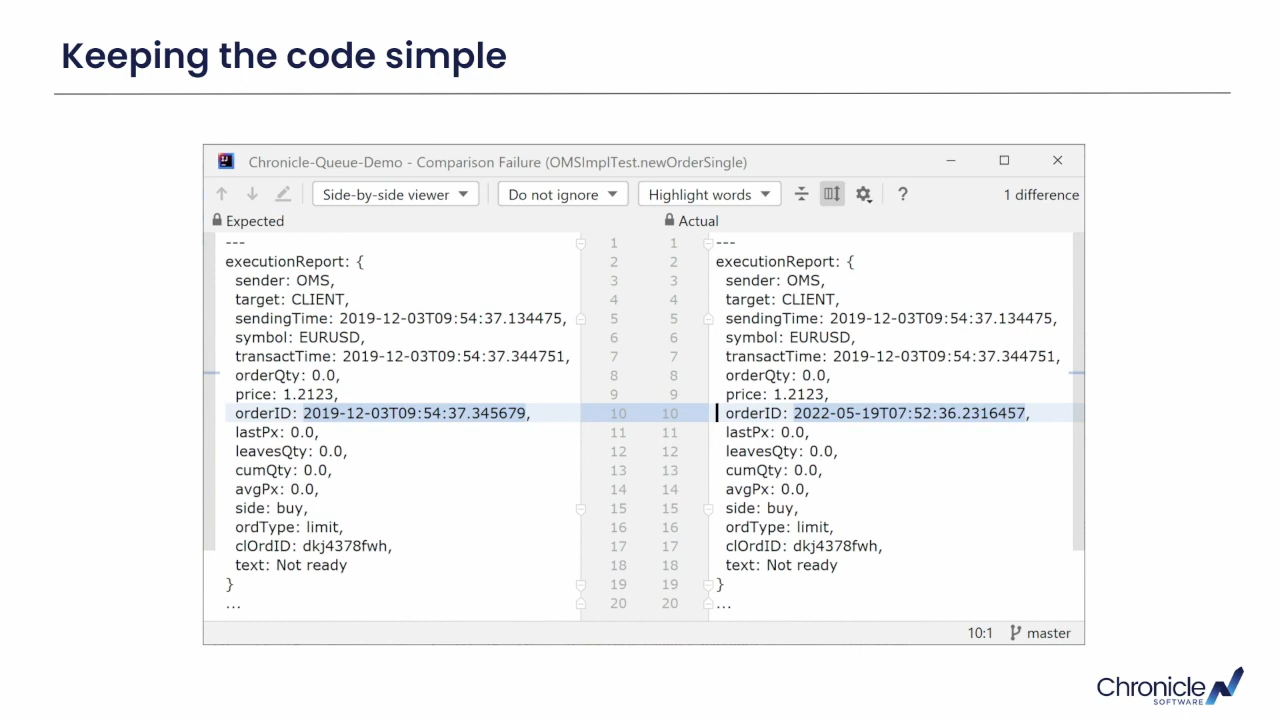 Keeping the code simple
Chronicle-Queue-Demo - Comparison Failure (OMSImplTest.newOrderSingle)
Side-by-side viewer Do not ignore Highlight words ? 1 difference
Expected Actual
--- 1 1 ---
executionReport: { 2 2 executionReport: {
sender: OMS, 3 3 sender: OMS,
target: CLIENT, 4 4 target: CLIENT,
sendingTime: 2019-12-03T09:54:37.134475, 5 5 sendingTime: 2019-12-03T09:54:37.134475,
symbol: EURUSD, 6 6 symbol: EURUSD,
transactTime: 2019-12-03T09:54:37.344751, 7 7 transactTime: 2019-12-03T09:54:37.344751,
orderQty: 0.0, 8 8 orderQty: 0.0,
price: 1.2123, 9 9 price: 1.2123,
orderID: 2019-12-03T09:54:37.345679, 10 10 orderID: 2022-05-19T07:52:36.2316457,
lastPx: 0.0, 11 11 lastPx: 0.0,
leavesQty: 0.0, 12 12 leavesQty: 0.0,
cumQty: 0.0, 13 13 cumQty: 0.0,
avgPx: 0.0, 14 14 avgPx: 0.0,
side: buy, 15 15 side: buy,
ordType: limit, 16 16 ordType: limit,
clOrdID: dkj4378fwh, 17 17 clOrdID: dkj4378fwh,
text: Not ready 18 18 text: Not ready
} 19 19 }
... 20 20 ...
10:1 master
Chronicle
SOFTWARE